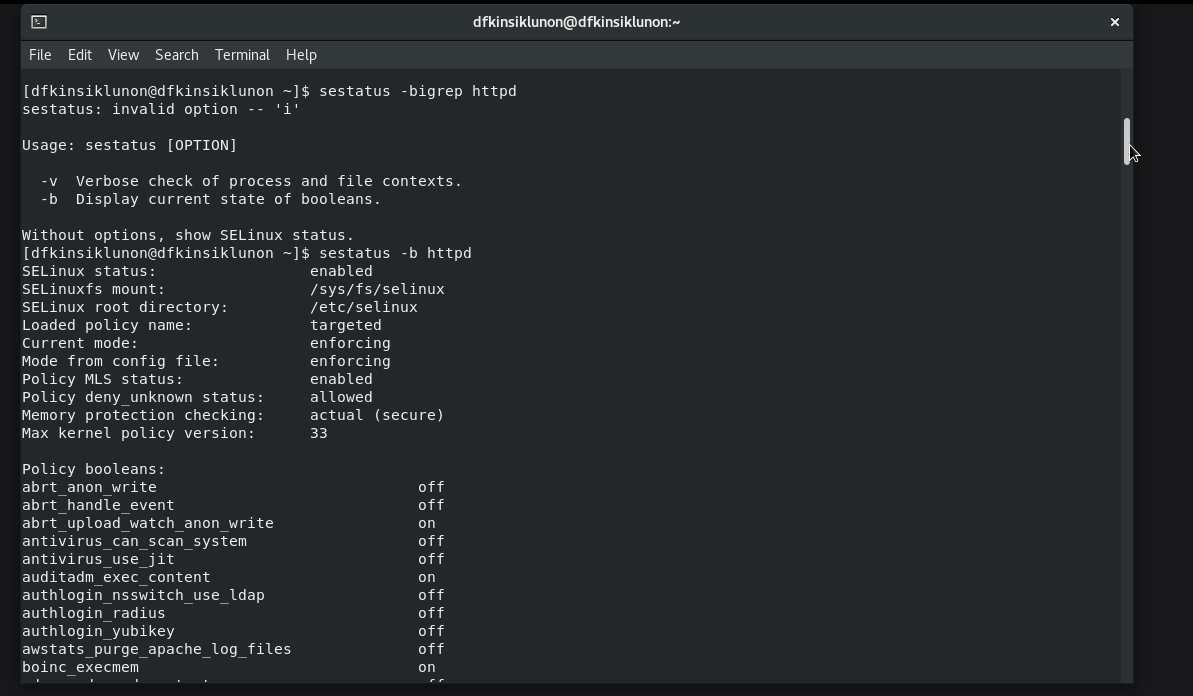 dfkinsiklunon@dfkinsiklunon:~
File Edit View Search Terminal Help
[dfkinsiklunon@dfkinsiklunon ~]$ sestatus -bigrep httpd
sestatus: invalid option -- 'i'
Usage: sestatus [OPTION]
-v  Verbose check of process and file contexts.
-b  Display current state of booleans.
Without options, show SELinux status.
[dfkinsiklunon@dfkinsiklunon ~]$ sestatus -b httpd
SELinux status:                 enabled
SELinuxfs mount:                /sys/fs/selinux
SELinux root directory:         /etc/selinux
Loaded policy name:             targeted
Current mode:                   enforcing
Mode from config file:          enforcing
Policy MLS status:              enabled
Policy deny_unknown status:     allowed
Memory protection checking:     actual (secure)
Max kernel policy version:      33
Policy booleans:
abrt_anon_write                             off
abrt_handle_event                           off
abrt_upload_watch_anon_write                on
antivirus_can_scan_system                   off
antivirus_use_jit                           off
auditadm_exec_content                       on
authlogin_nsswitch_use_ldap                 off
authlogin_radius                            off
authlogin_yubikey                           off
awstats_purge_apache_log_files              off
boinc_execmem                               on